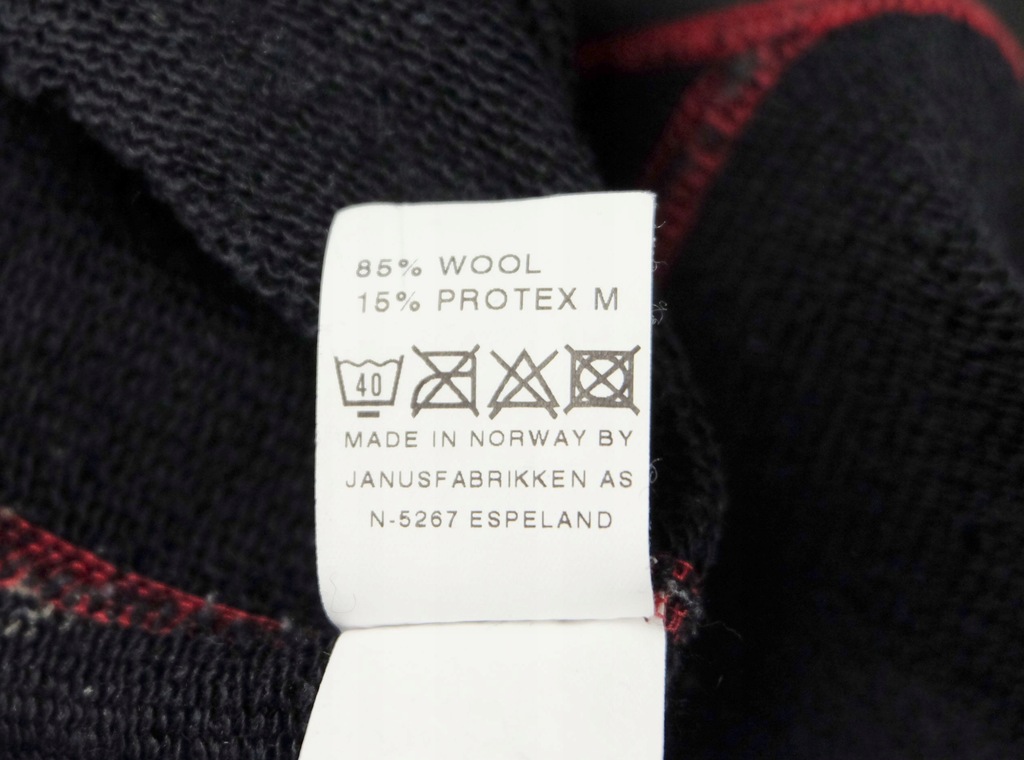 85% WOOL
15% PROTEX M
40
MADE IN NORWAY BY
JANUSFABRIKKEN AS
N-5267 ESPELAND